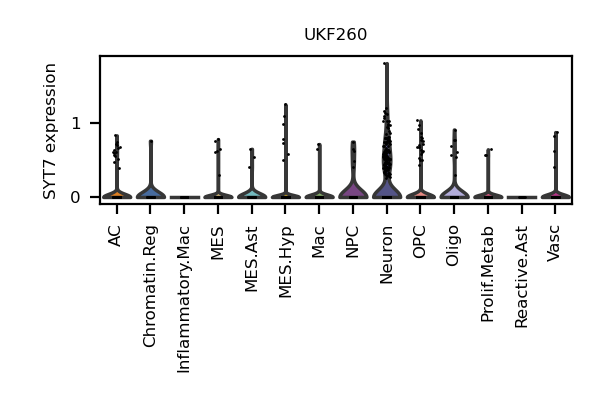 UKF260
SYT7 expression
1
0
AC
Chromatin.Reg
Inflammatory.Mac
MES
MES.Ast
MES.Hyp
Mac
NPC
Neuron
OPC
Oligo
Prolif.Metab
Reactive.Ast
Vasc